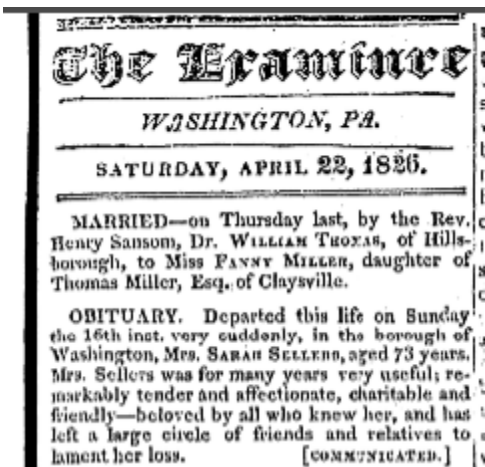 The Examiner
WASHINGTON, PA.
SATURDAY, APRIL 22, 1826.
MARRIED—on Thursday last, by the Rev.
Henry Sansom, Dr. WILLIAM THOMAS, of Hills-
borough, to Miss FANNY MILLER, daughter of
Thomas Miller, Esq. of Claysville.
OBITUARY. Departed this life on Sunday
the 16th inst. very suddenly, in the borough of
Washington, Mrs. SARAH SELLERS, aged 73 years.
Mrs. Sellers was for many years very useful; re-
markably tender and affectionate, charitable and
friendly—beloved by all who knew her, and has
left a large circle of friends and relatives to
lament her loss. [COMMUNICATED.]